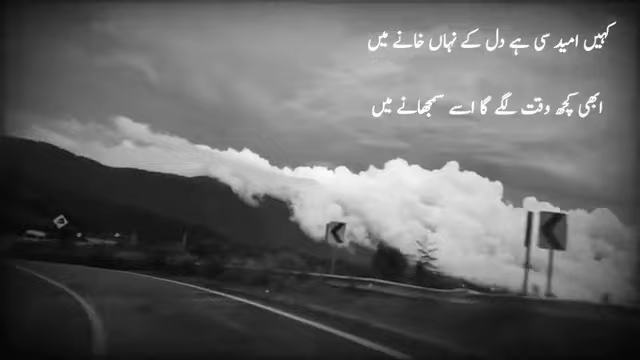 کہیں امید سی ہے دل کے نہاں خانے میں
ابھی کچھ وقت لگے گا اسے سمجھانے میں